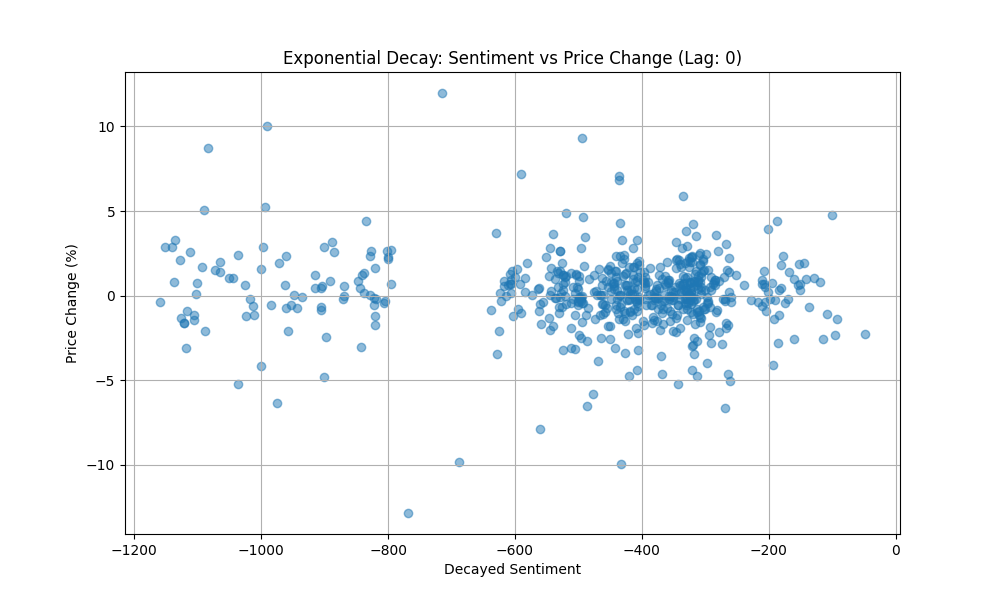 Exponential Decay: Sentiment vs Price Change (Lag: 0)
Price Change (%)
10
5
0
−5
−10
−1200 −1000 −800 −600 −400 −200 0
Decayed Sentiment